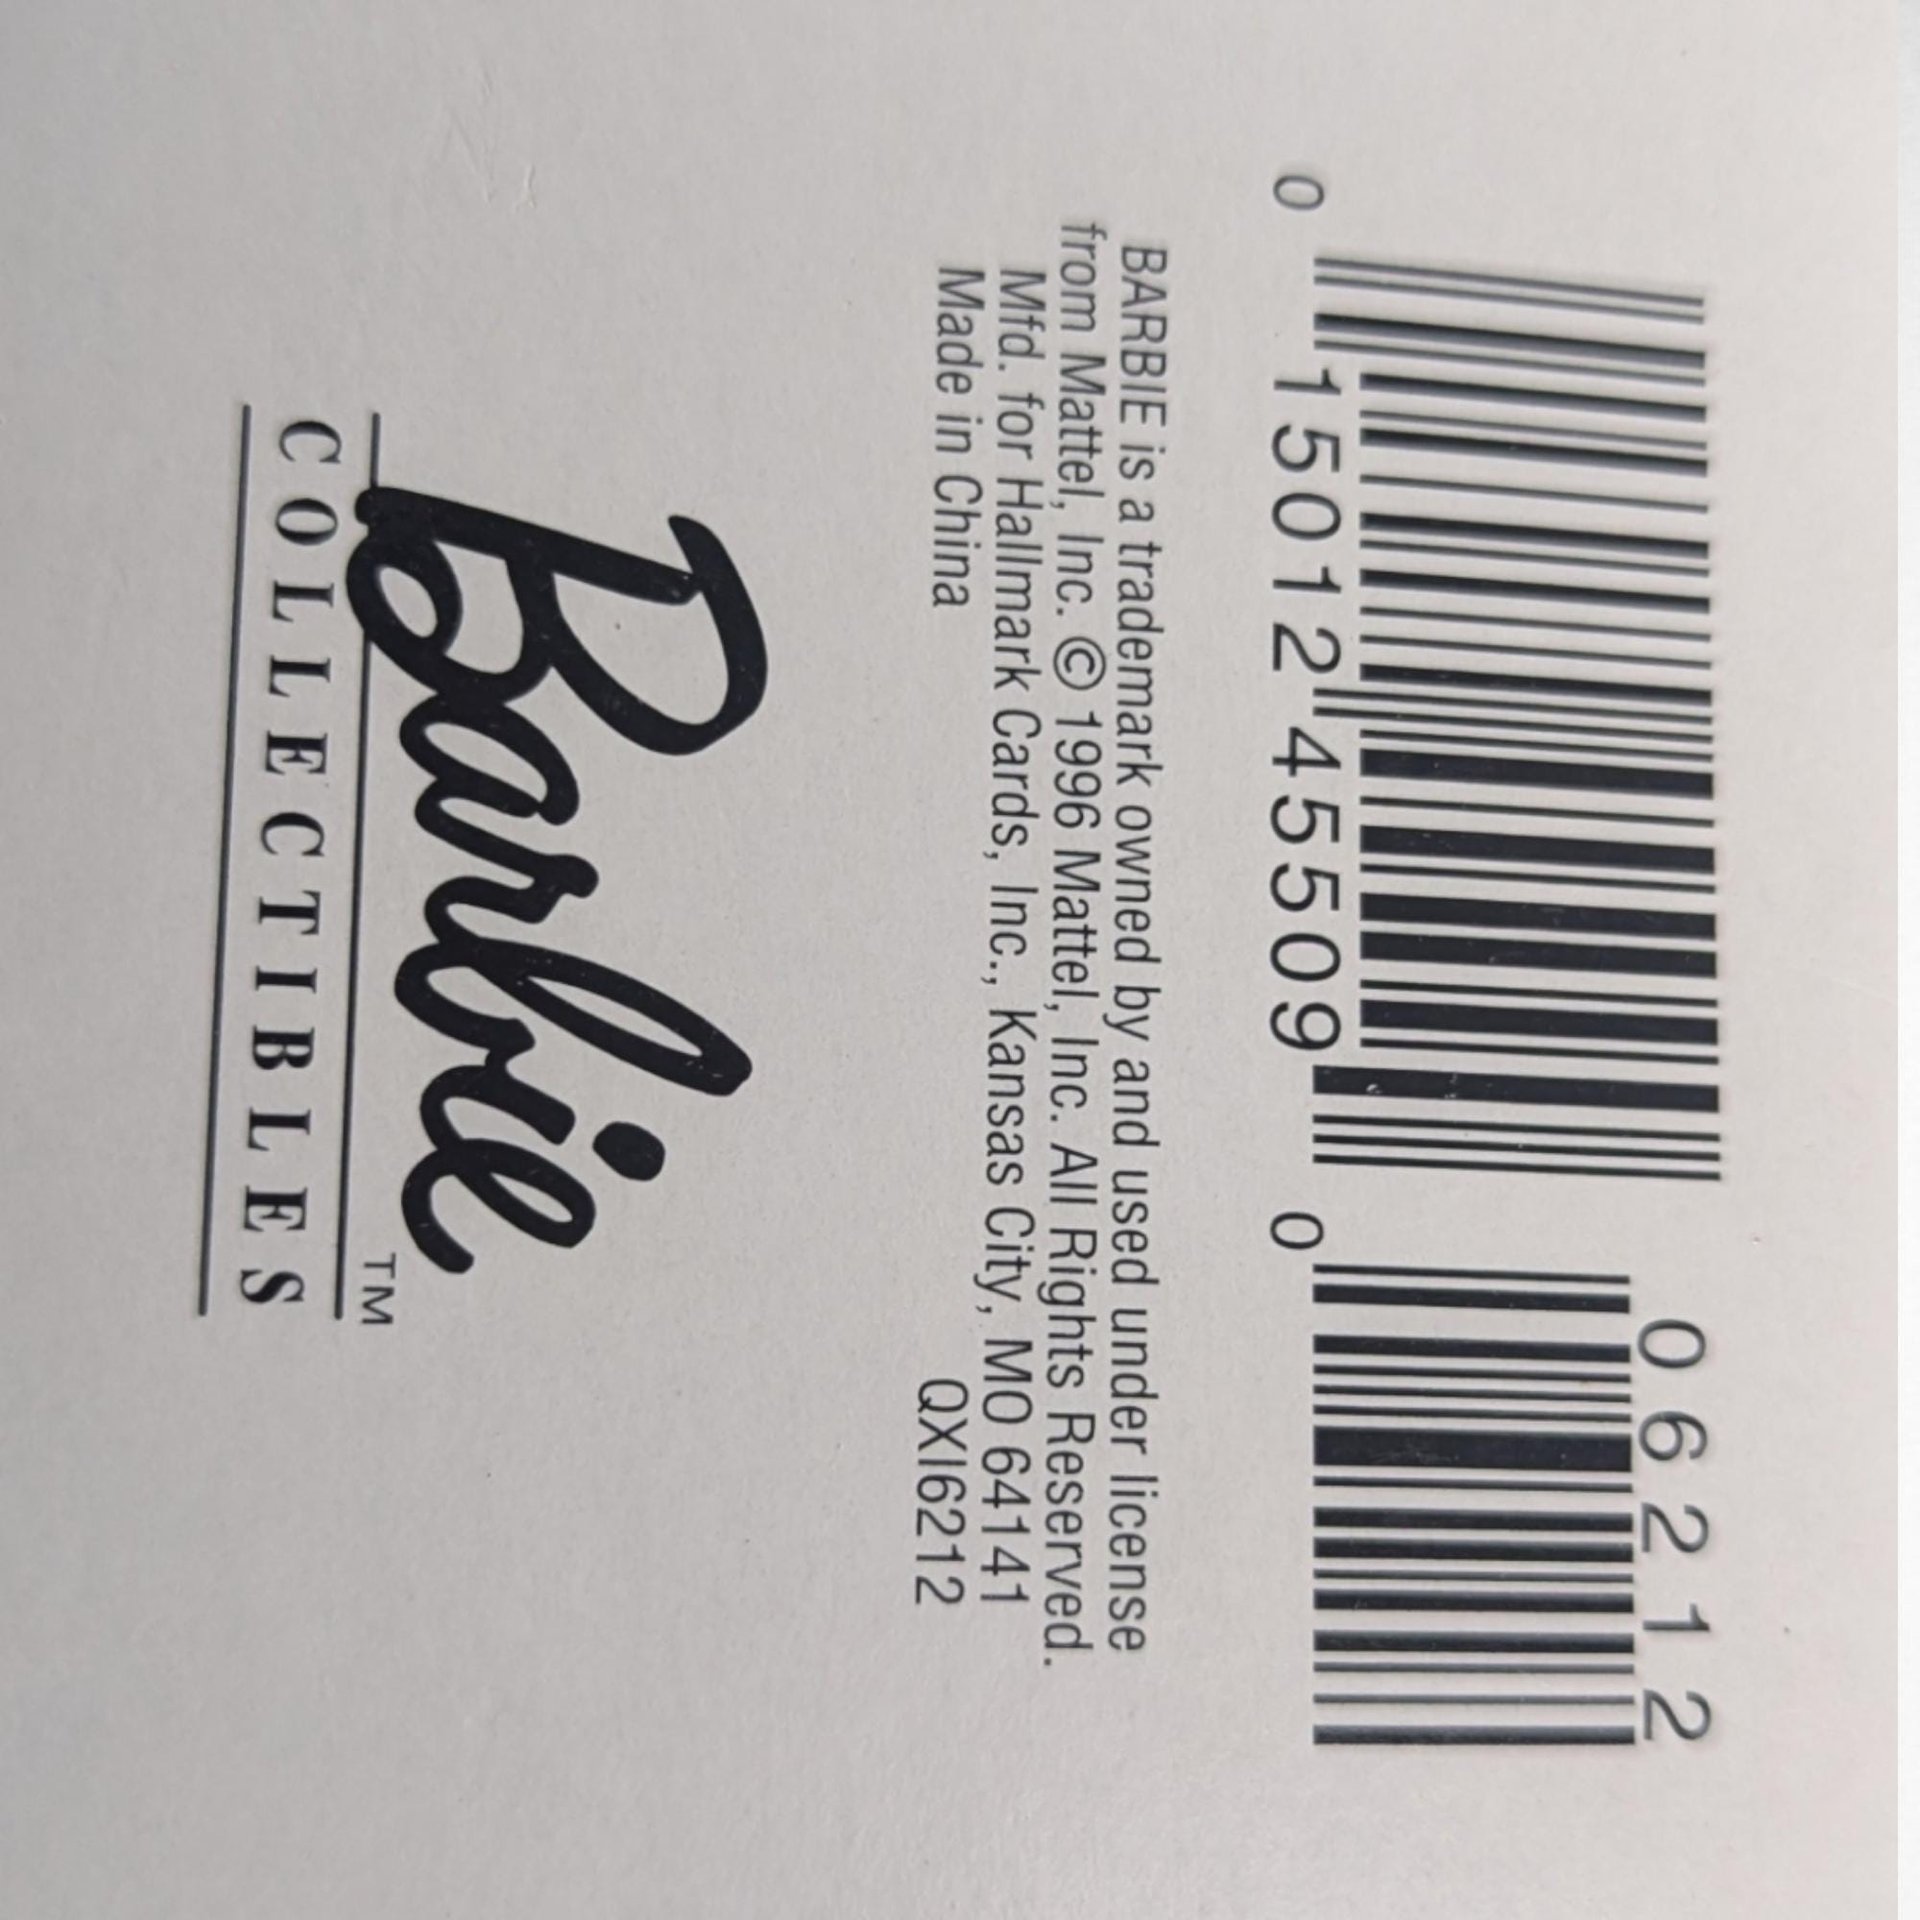 0 15012 45509 0
06212
BARBIE is a trademark owned by and used under license
from Mattel, Inc. © 1996 Mattel, Inc. All Rights Reserved.
Mfd. for Hallmark Cards, Inc., Kansas City, MO 64141
Made in China QXI6212
Barbie
TM
COLLECTIBLES